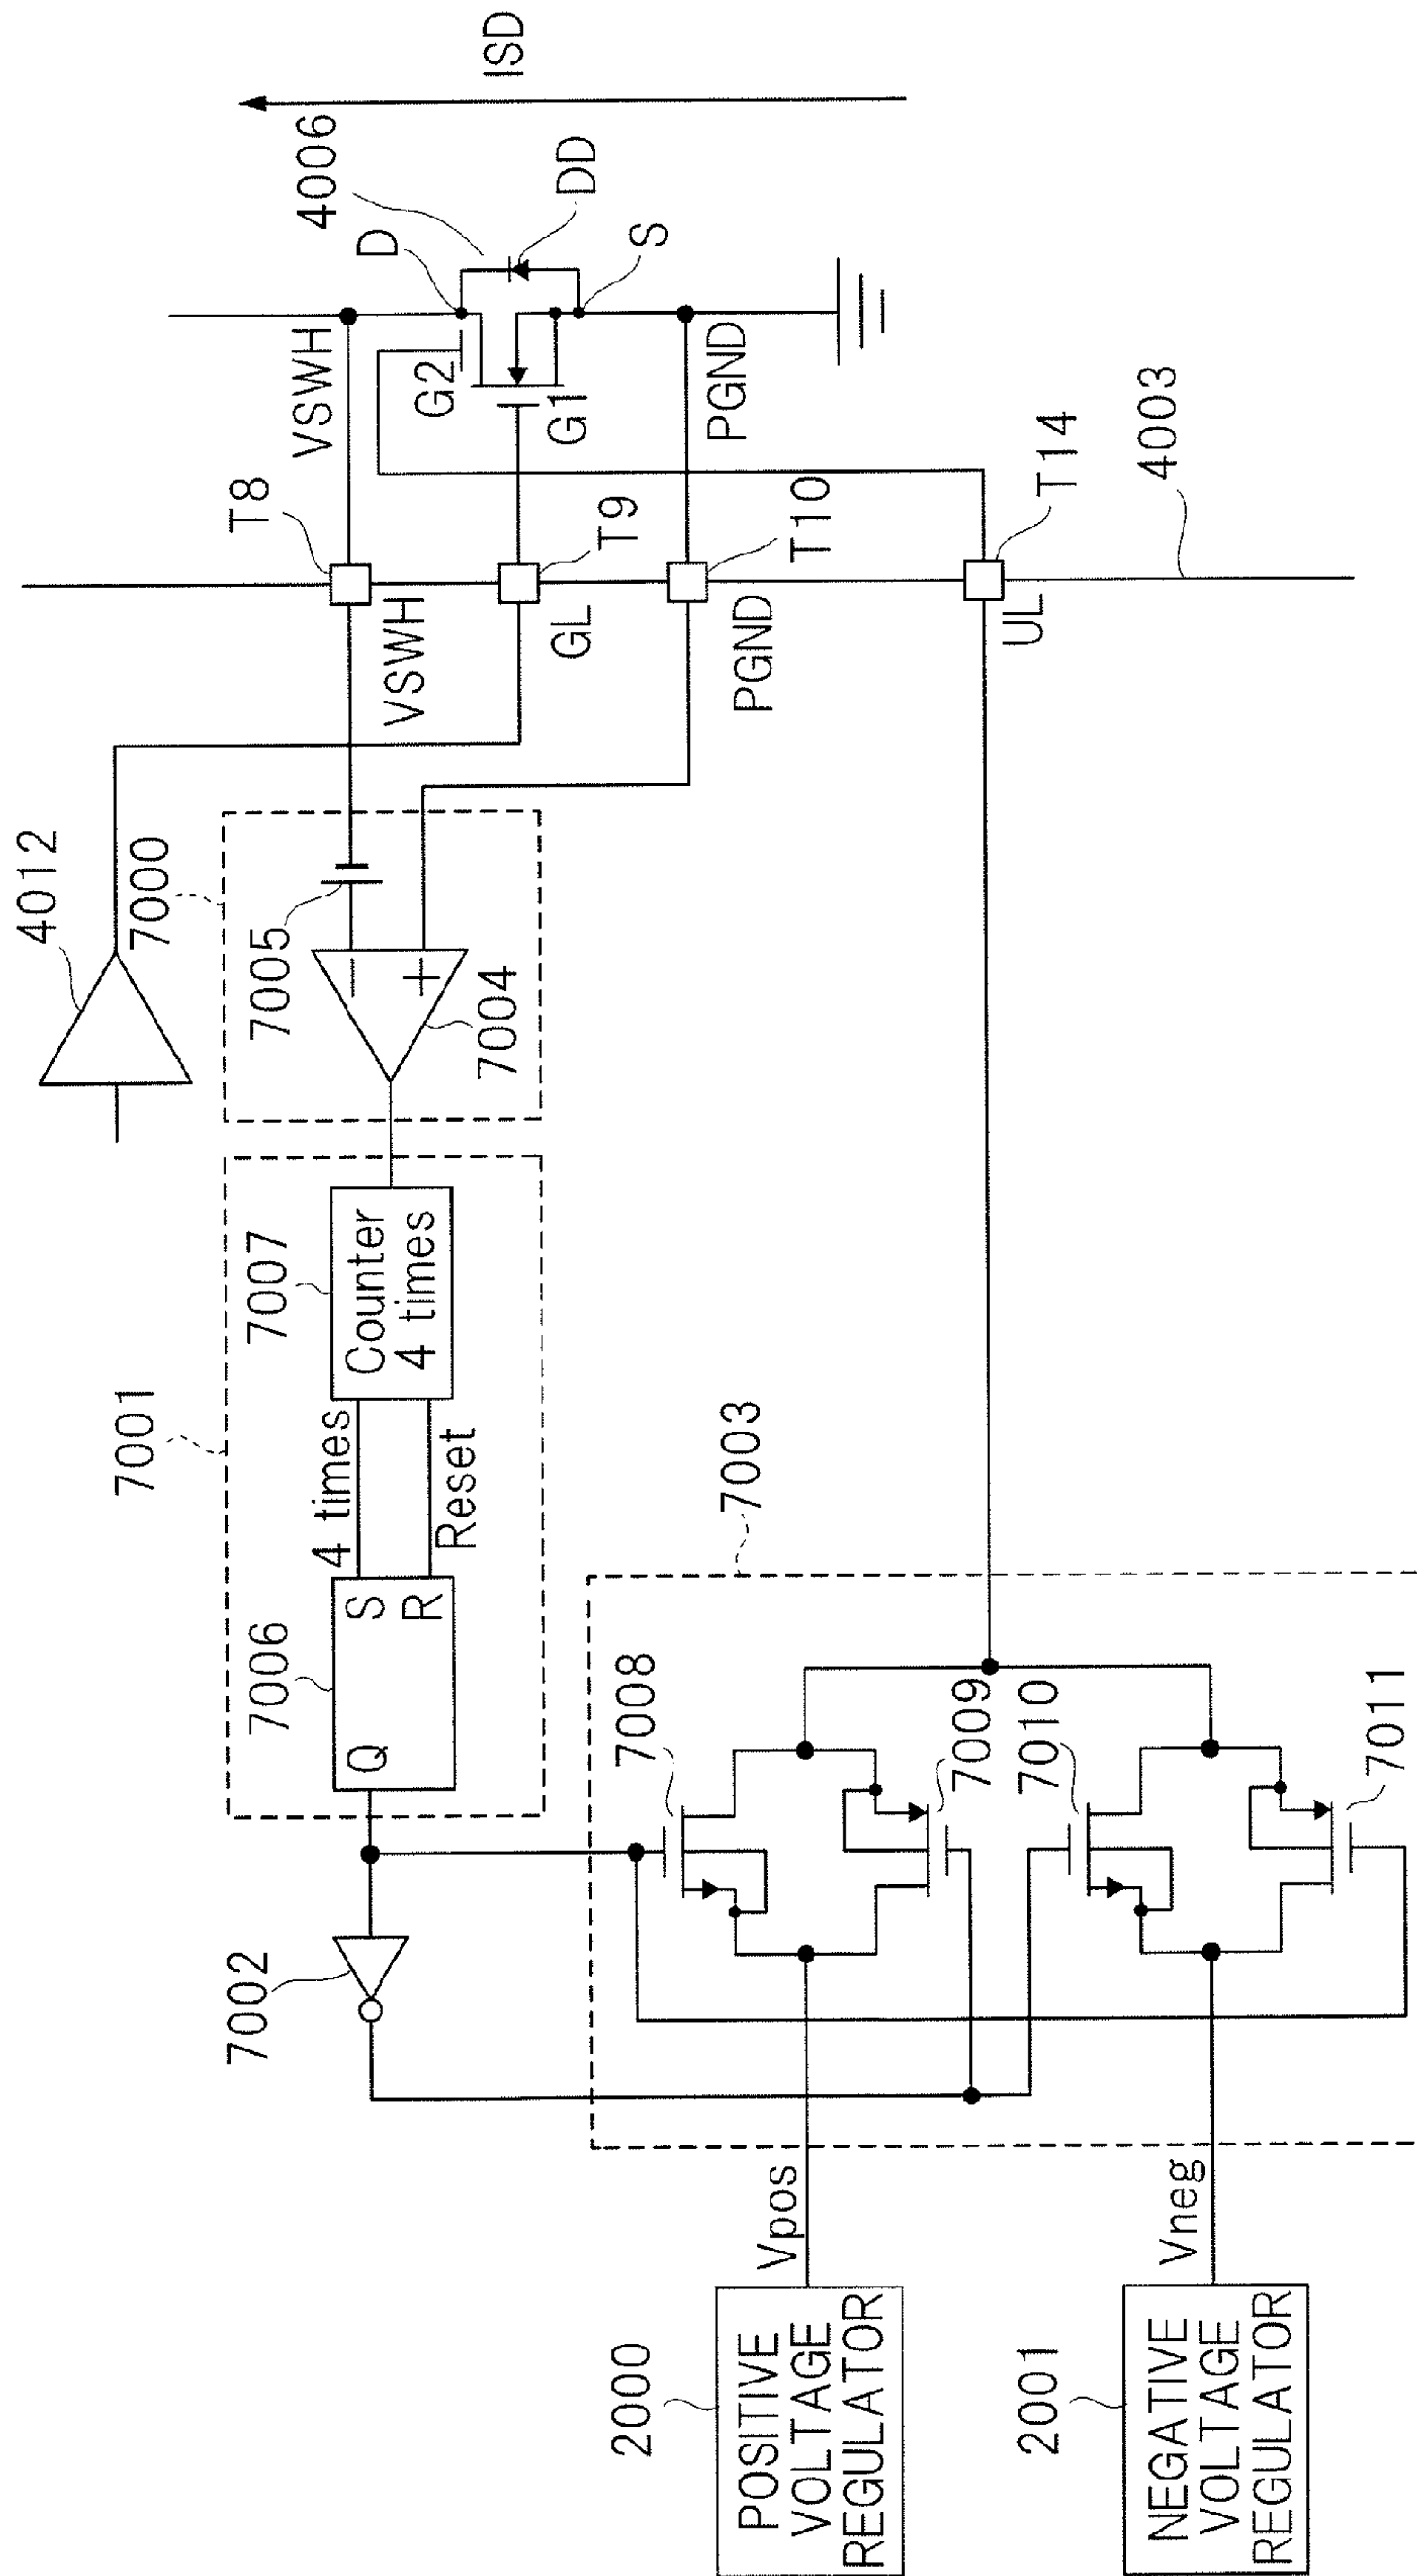 ISD
4006
D
DD
S
VSWH
G2
G1
PGND
T8
T9
T10
T14
4003
VSWH
GL
PGND
UL
4012
7000
7005
−
+
7004
7001
7007
Counter
4 times
4 times
Reset
7006
S
R
Q
7002
7003
7008
7009
7010
7011
Vpos
Vneg
2000
POSITIVE
VOLTAGE
REGULATOR
2001
NEGATIVE
VOLTAGE
REGULATOR